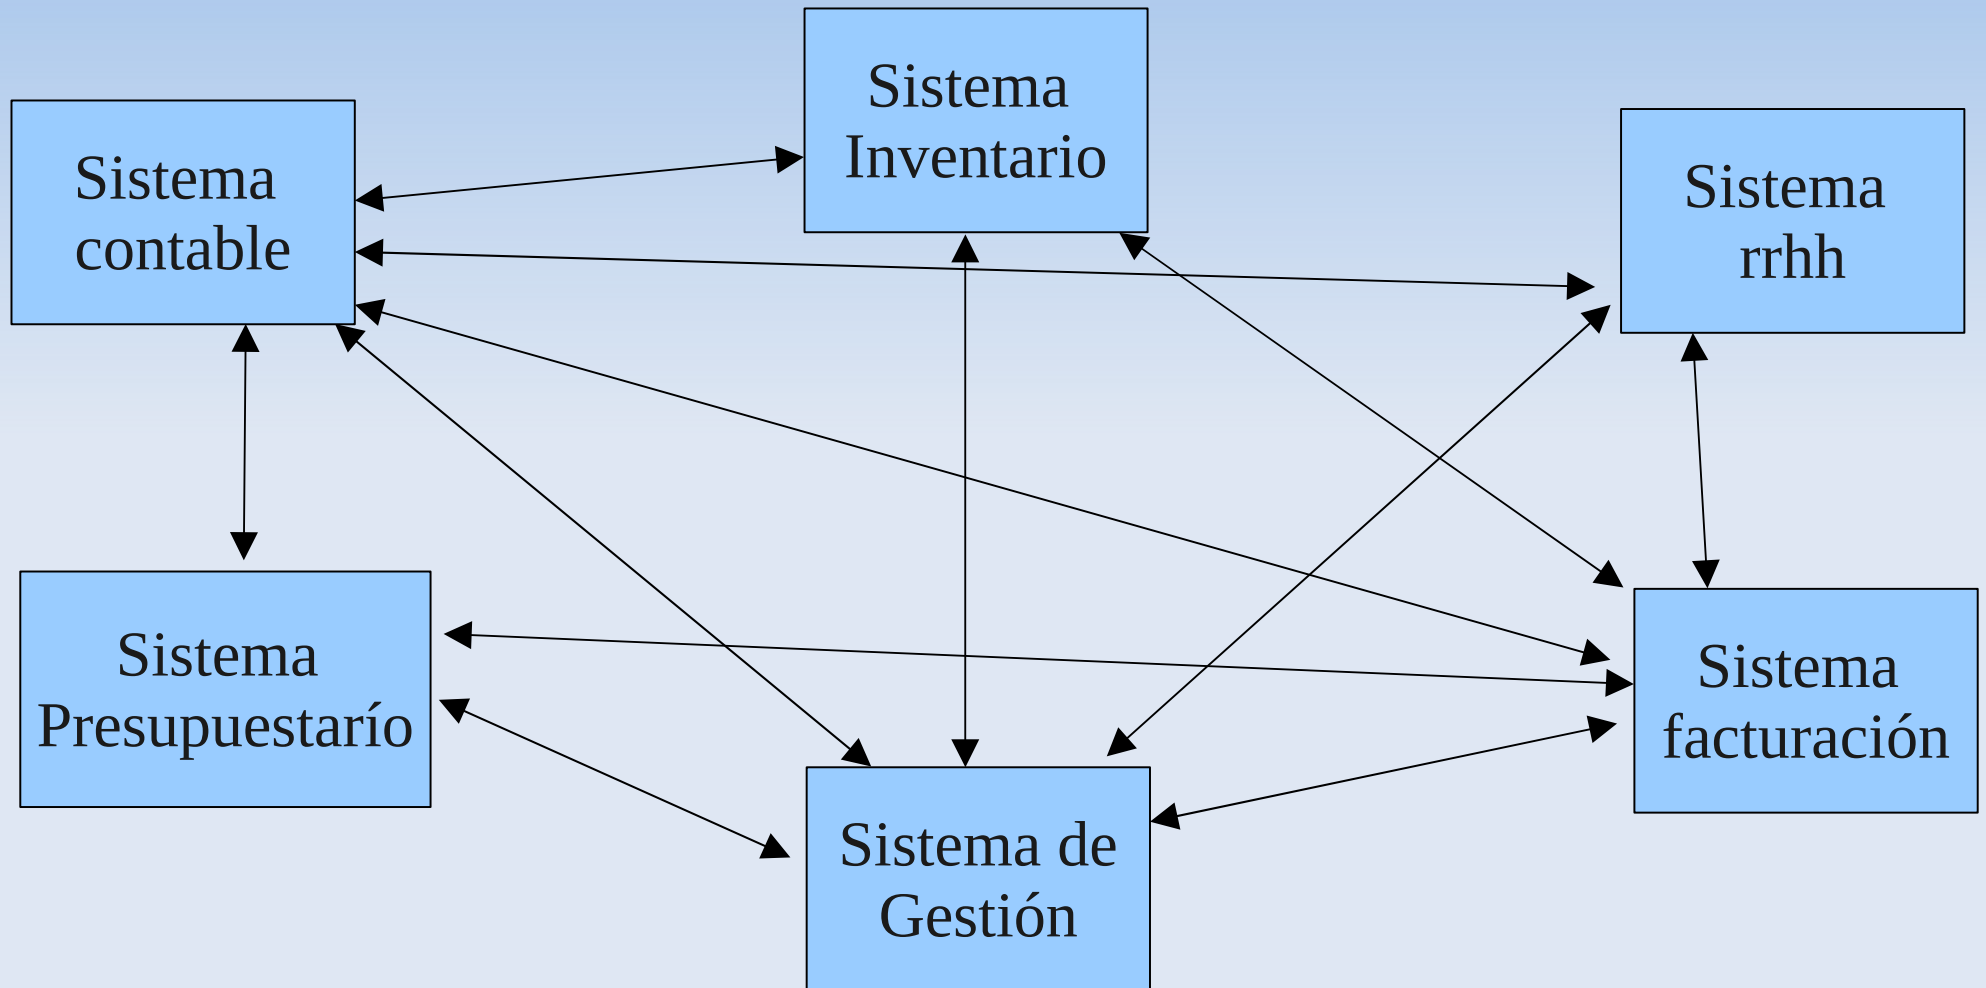 Sistema
Inventario
Sistema
contable
Sistema
rrhh
Sistema
Presupuestarío
Sistema
facturación
Sistema de
Gestión